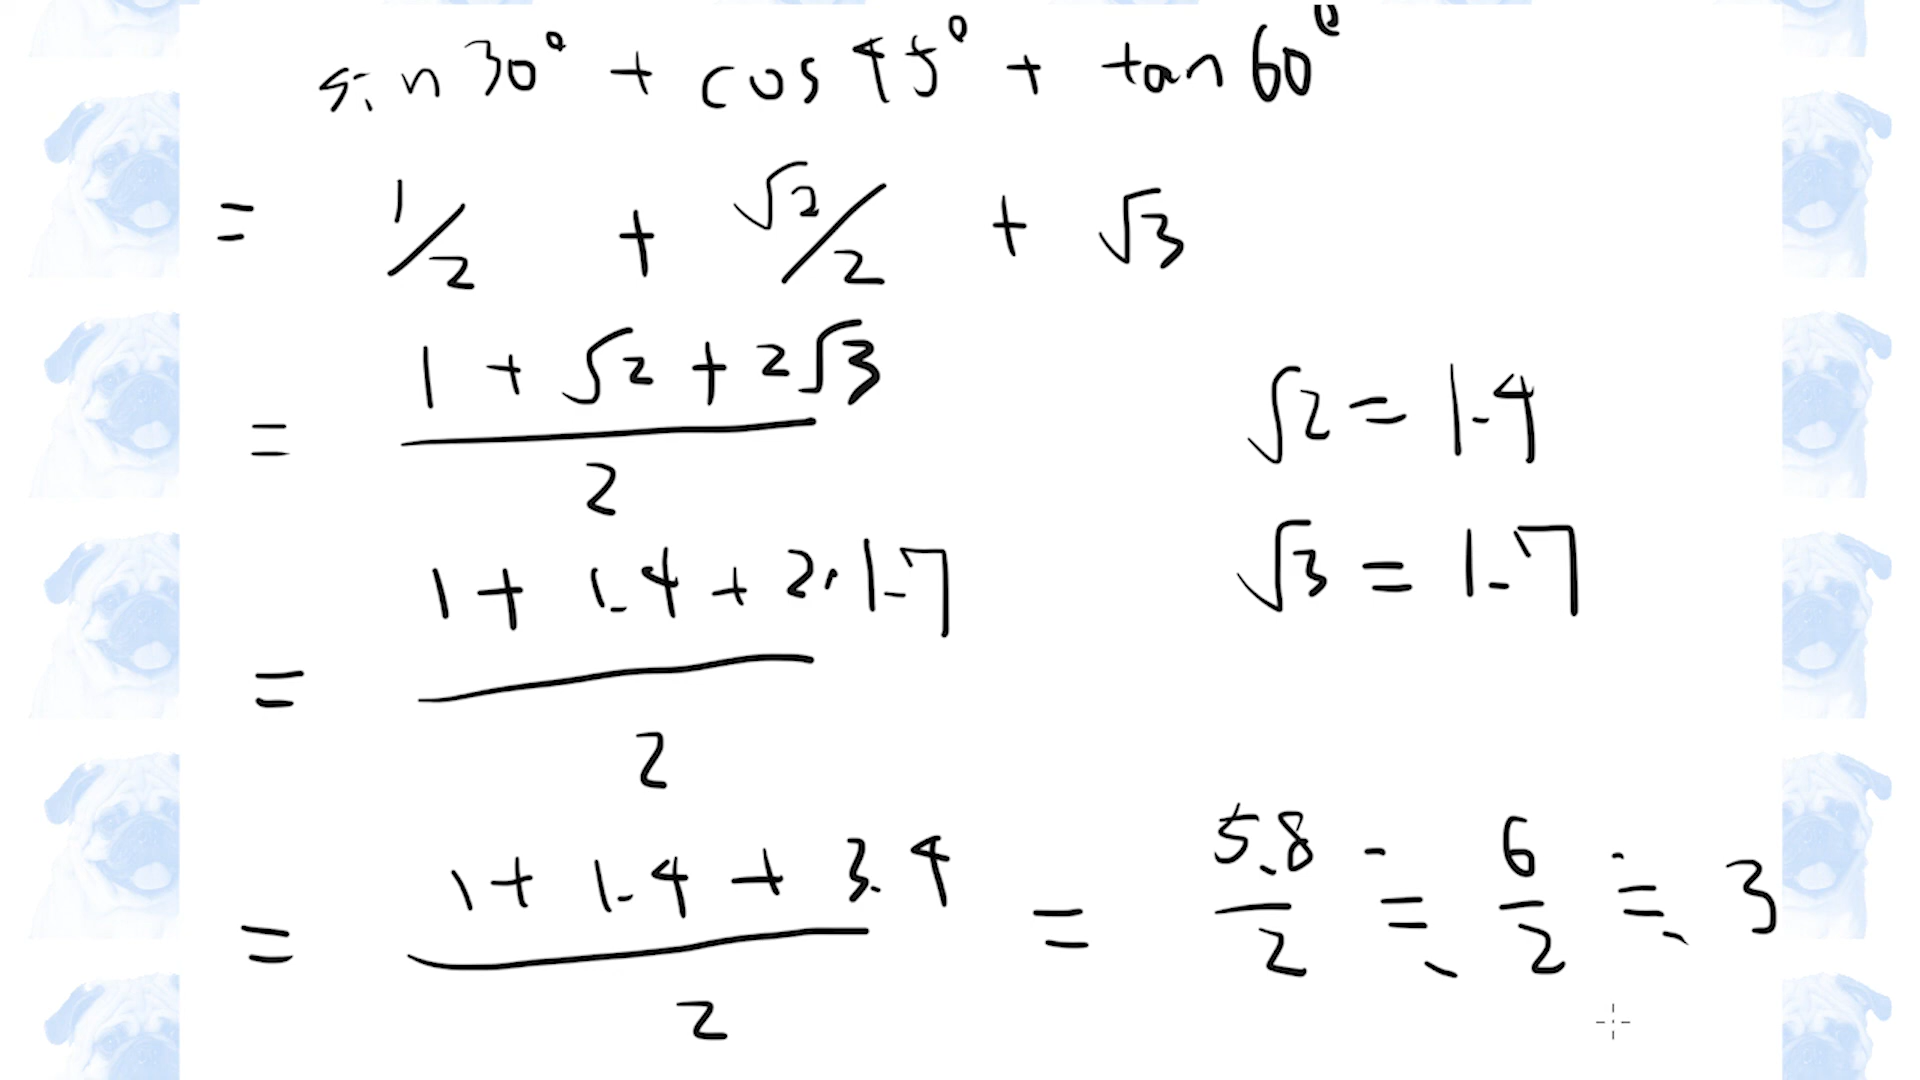 sin 30° + cos 45° + tan 60°
= 1/2 + √2/2 + √3
= (1 + √2 + 2√3)/2
√2 = 1.4
√3 = 1.7
= (1 + 1.4 + 2·1.7)/2
= (1 + 1.4 + 3.4)/2 = 5.8/2 ≒ 6/2 ≒ 3